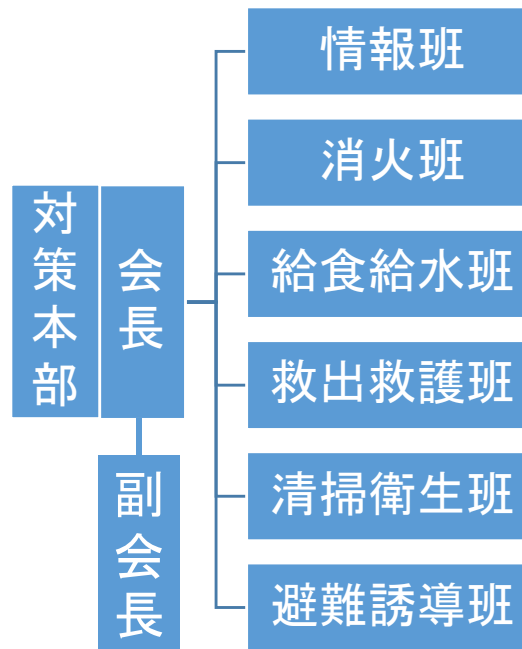 対策本部
会長
副会長
情報班
消火班
給食給水班
救出救護班
清掃衛生班
避難誘導班